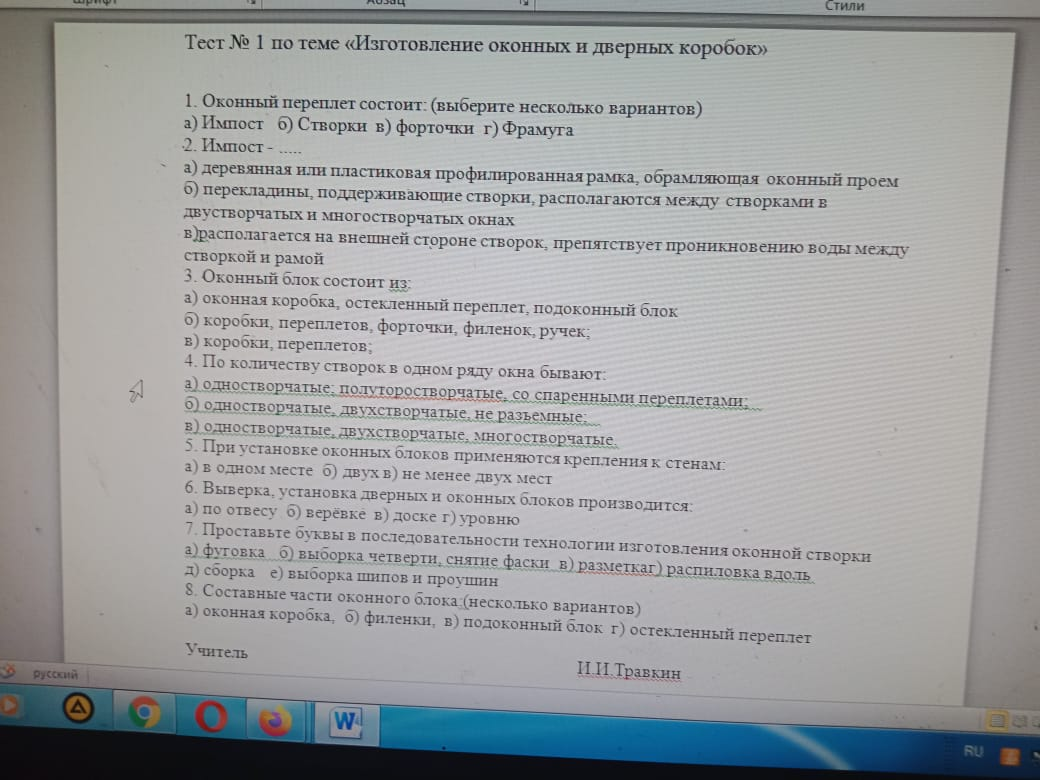 Шрифт Абзац Стили
Тест № 1 по теме «Изготовление оконных и дверных коробок»
1. Оконный переплет состоит: (выберите несколько вариантов)
а) Импост б) Створки в) форточки г) Фрамуга
2. Импост - .....
а) деревянная или пластиковая профилированная рамка, обрамляющая оконный проем
б) перекладины, поддерживающие створки, располагаются между створками в
двустворчатых и многостворчатых окнах
в)располагается на внешней стороне створок, препятствует проникновению воды между
створкой и рамой
3. Оконный блок состоит из:
а) оконная коробка, остекленный переплет, подоконный блок
б) коробки, переплетов, форточки, филенок, ручек;
в) коробки, переплетов;
4. По количеству створок в одном ряду окна бывают:
а) одностворчатые; полуторостворчатые, со спаренными переплетами;
б) одностворчатые, двухстворчатые, не разъемные;
в) одностворчатые, двухстворчатые, многостворчатые.
5. При установке оконных блоков применяются крепления к стенам:
а) в одном месте б) двух в) не менее двух мест
6. Выверка, установка дверных и оконных блоков производится:
а) по отвесу б) верёвке в) доске г) уровню
7. Проставьте буквы в последовательности технологии изготовления оконной створки
а) фуговка б) выборка четверти, снятие фаски в) разметкаг) распиловка вдоль
д) сборка е) выборка шипов и проушин
8. Составные части оконного блока:(несколько вариантов)
а) оконная коробка, б) филенки, в) подоконный блок г) остекленный переплет
Учитель И.И.Травкин
русский
W
RU